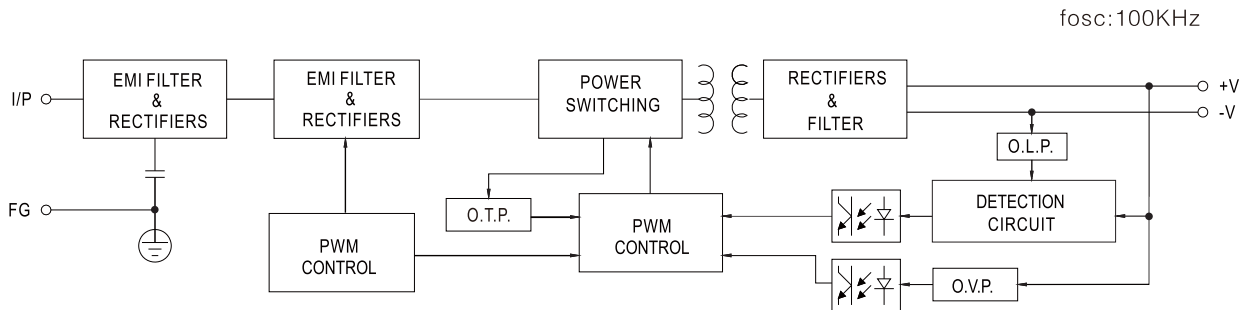 fosc:100KHz
I/P
EMI FILTER
&
RECTIFIERS
EMI FILTER
&
RECTIFIERS
POWER
SWITCHING
RECTIFIERS
&
FILTER
+V
-V
O.L.P.
FG
O.T.P.
PWM
CONTROL
PWM
CONTROL
DETECTION
CIRCUIT
O.V.P.